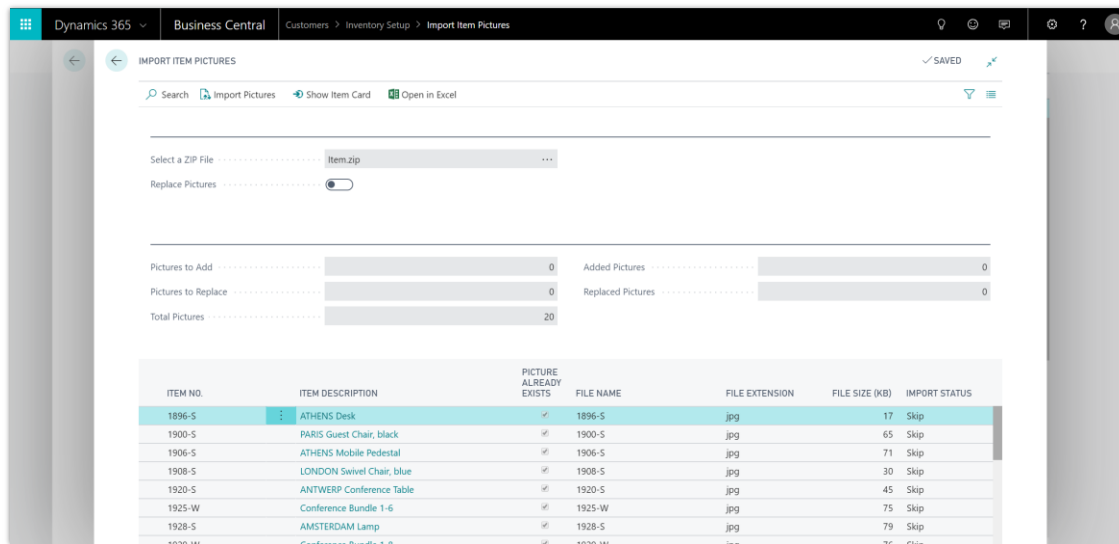 Dynamics 365 Business Central Customers > Inventory Setup > Import Item Pictures ?
IMPORT ITEM PICTURES SAVED
Search Import Pictures Show Item Card Open in Excel
Select a ZIP File Item.zip ...
Replace Pictures
Pictures to Add 0 Added Pictures 0
Pictures to Replace 0 Replaced Pictures 0
Total Pictures 20
ITEM NO. ITEM DESCRIPTION PICTURE ALREADY EXISTS FILE NAME FILE EXTENSION FILE SIZE (KB) IMPORT STATUS
1896-S ATHENS Desk 1896-S jpg 17 Skip
1900-S PARIS Guest Chair, black 1900-S jpg 65 Skip
1906-S ATHENS Mobile Pedestal 1906-S jpg 71 Skip
1908-S LONDON Swivel Chair, blue 1908-S jpg 30 Skip
1920-S ANTWERP Conference Table 1920-S jpg 45 Skip
1925-W Conference Bundle 1-6 1925-W jpg 75 Skip
1928-S AMSTERDAM Lamp 1928-S jpg 79 Skip